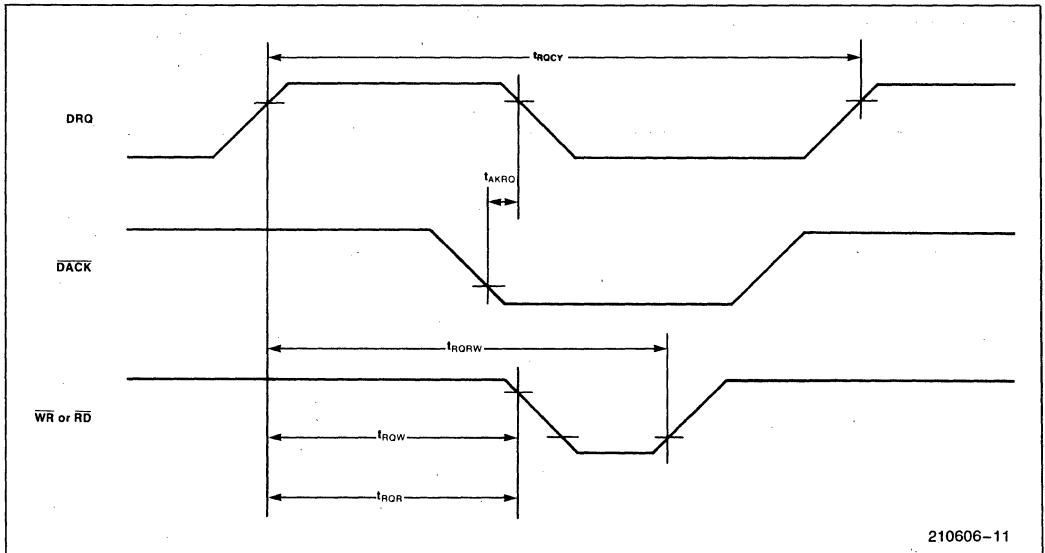 tRQCY
DRQ
tAKRQ
DACK
tRQRW
WR or RD
tRQW
tRQR
210606-11